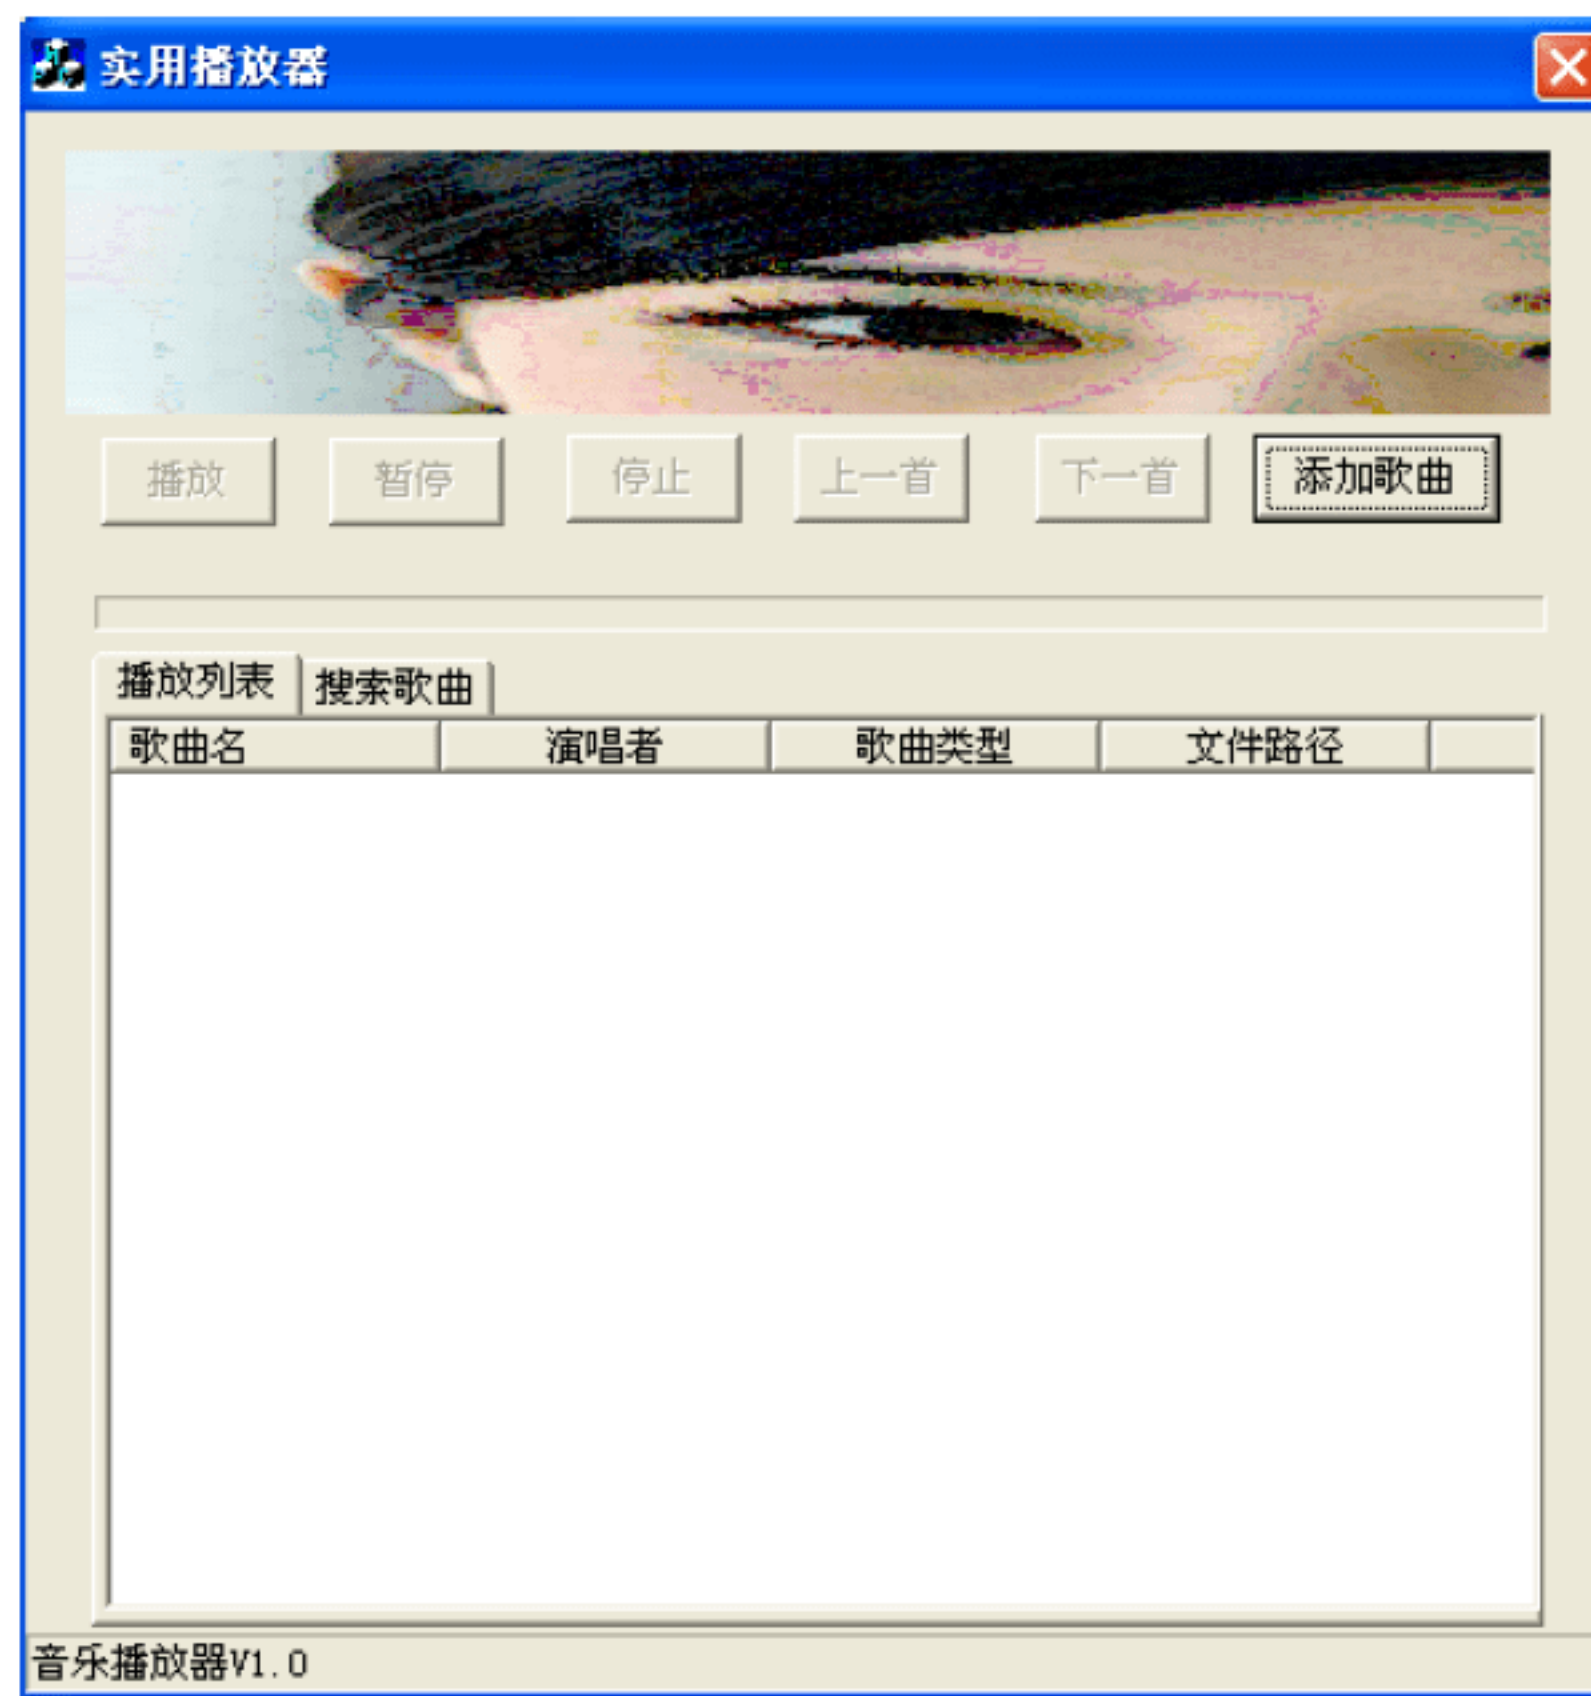 实用播放器
播放 暂停 停止 上一首 下一首 添加歌曲
播放列表 搜索歌曲
歌曲名 演唱者 歌曲类型 文件路径
音乐播放器V1.0